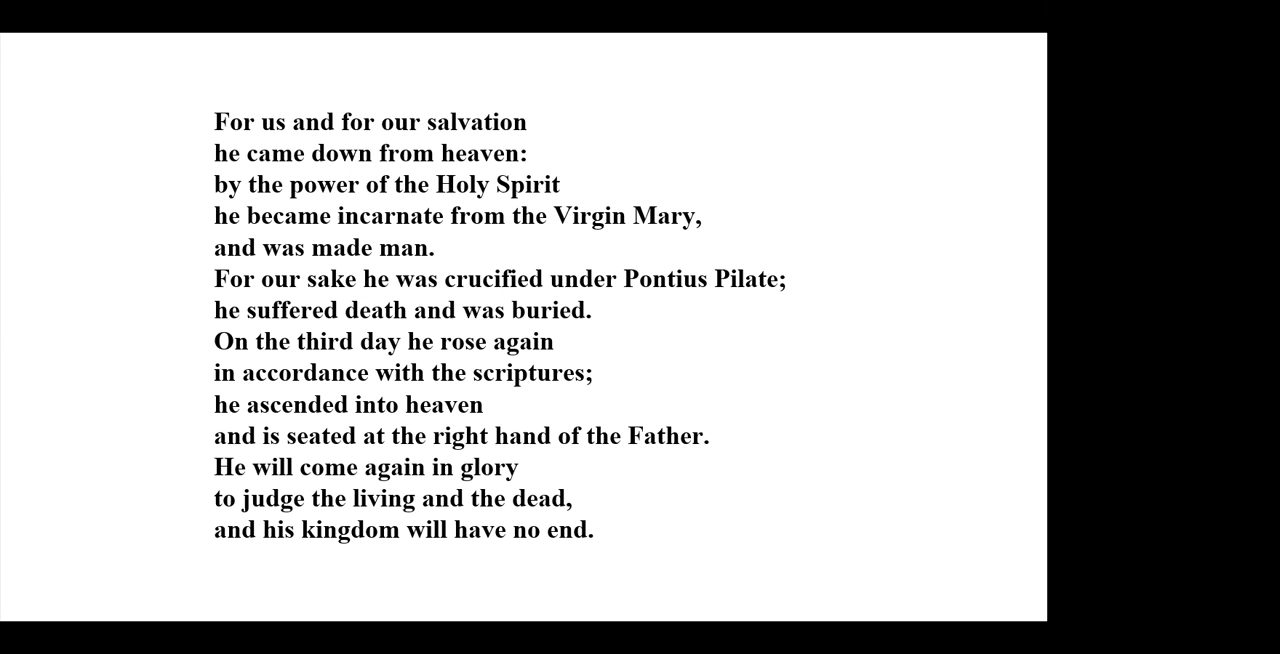 For us and for our salvation
he came down from heaven:
by the power of the Holy Spirit
he became incarnate from the Virgin Mary,
and was made man.
For our sake he was crucified under Pontius Pilate;
he suffered death and was buried.
On the third day he rose again
in accordance with the scriptures;
he ascended into heaven
and is seated at the right hand of the Father.
He will come again in glory
to judge the living and the dead,
and his kingdom will have no end.